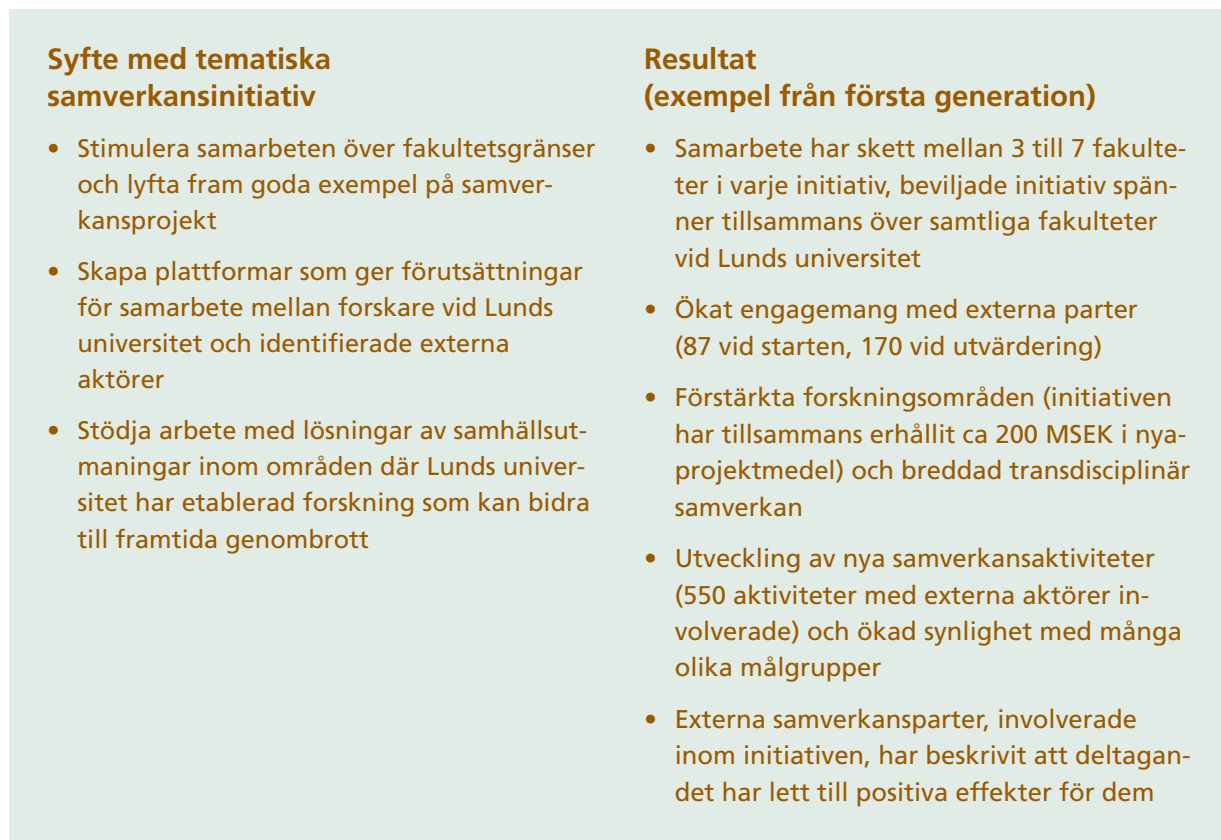 Syfte med tematiska
samverkansinitiativ
• Stimulera samarbeten över fakultetsgränser
och lyfta fram goda exempel på samver-
kansprojekt
• Skapa plattformar som ger förutsättningar
för samarbete mellan forskare vid Lunds
universitet och identifierade externa
aktörer
• Stödja arbete med lösningar av samhällsut-
maningar inom områden där Lunds univer-
sitet har etablerad forskning som kan bidra
till framtida genombrott
Resultat
(exempel från första generation)
• Samarbete har skett mellan 3 till 7 fakulte-
ter i varje initiativ, beviljade initiativ spän-
ner tillsammans över samtliga fakulteter
vid Lunds universitet
• Ökat engagemang med externa parter
(87 vid starten, 170 vid utvärdering)
• Förstärkta forskningsområden (initiativen
har tillsammans erhållit ca 200 MSEK i nya-
projektmedel) och breddad transdisciplinär
samverkan
• Utveckling av nya samverkansaktiviteter
(550 aktiviteter med externa aktörer in-
volverade) och ökad synlighet med många
olika målgrupper
• Externa samverkansparter, involverade
inom initiativen, har beskrivit att deltagan-
det har lett till positiva effekter för dem